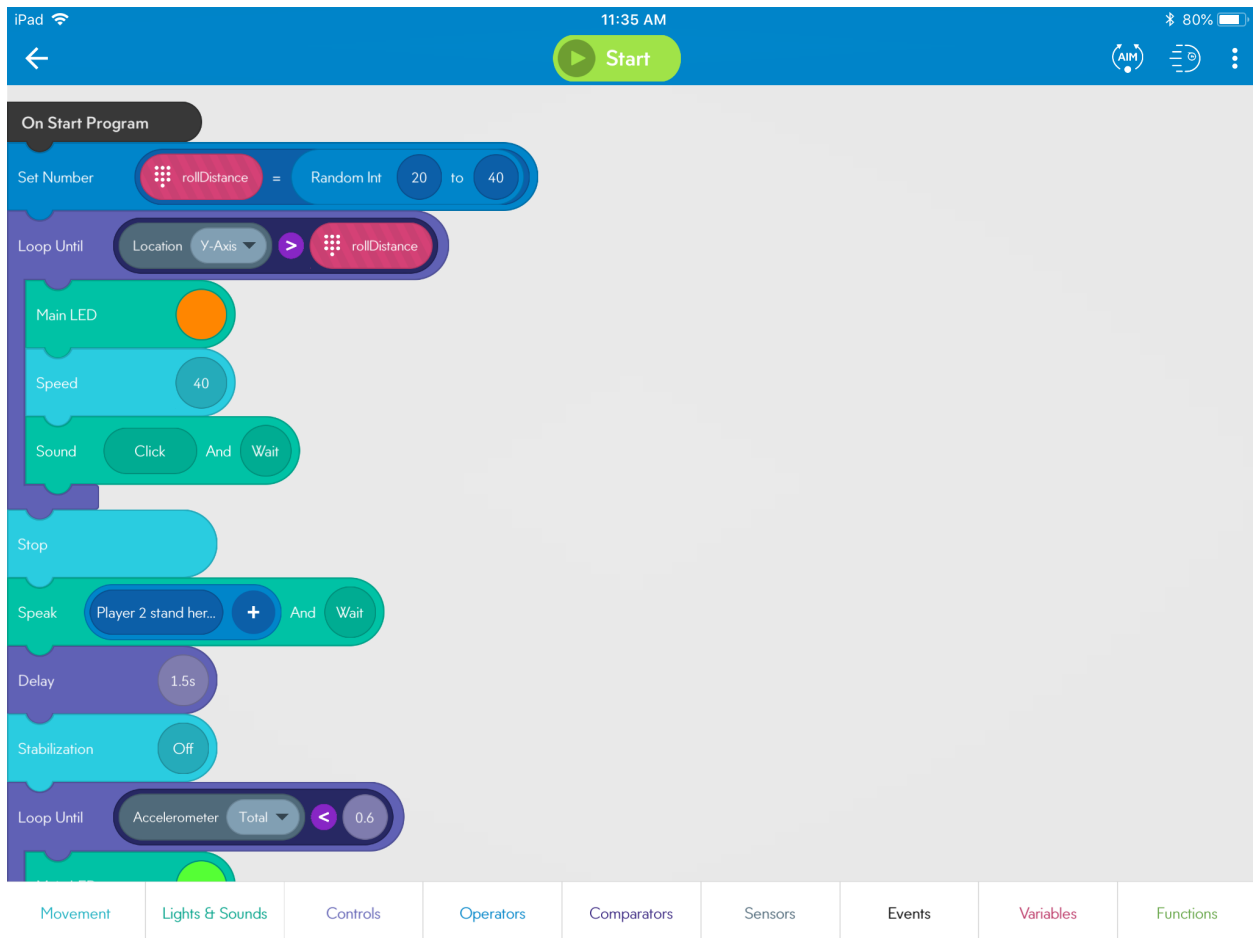 iPad 11:35 AM 80%
Start AIM
On Start Program
Set Number rollDistance = Random Int 20 to 40
Loop Until Location Y-Axis > rollDistance
Main LED
Speed 40
Sound Click And Wait
Stop
Speak Player 2 stand her... + And Wait
Delay 1.5s
Stabilization Off
Loop Until Accelerometer Total < 0.6
Movement Lights & Sounds Controls Operators Comparators Sensors Events Variables Functions